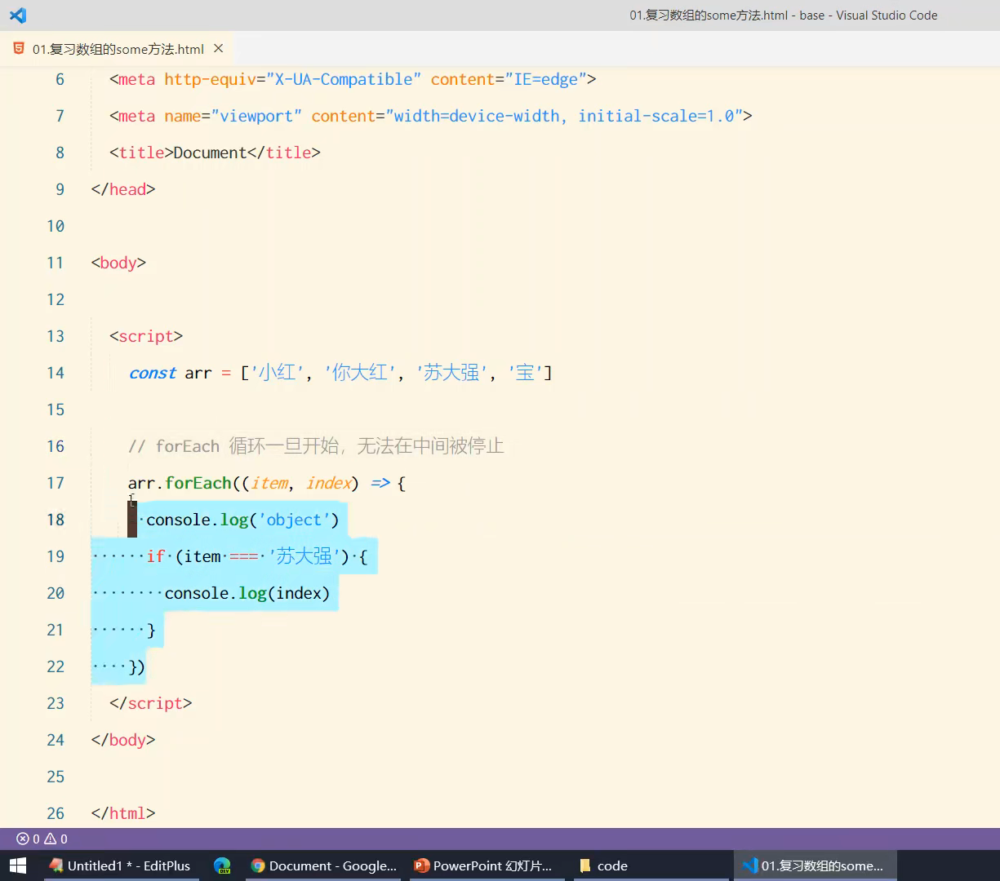 01.复习数组的some方法.html - base - Visual Studio Code
01.复习数组的some方法.html ×
6 <meta http-equiv="X-UA-Compatible" content="IE=edge">
7 <meta name="viewport" content="width=device-width, initial-scale=1.0">
8 <title>Document</title>
9 </head>
10
11 <body>
12
13 <script>
14 const arr = ['小红', '你大红', '苏大强', '宝']
15
16 // forEach 循环一旦开始，无法在中间被停止
17 arr.forEach((item, index) => {
18 console.log('object')
19 if (item === '苏大强') {
20 console.log(index)
21 }
22 })
23 </script>
24 </body>
25
26 </html>
0 0
Untitled1 * - EditPlus DEV Document - Google... PowerPoint 幻灯片... code 01.复习数组的some...